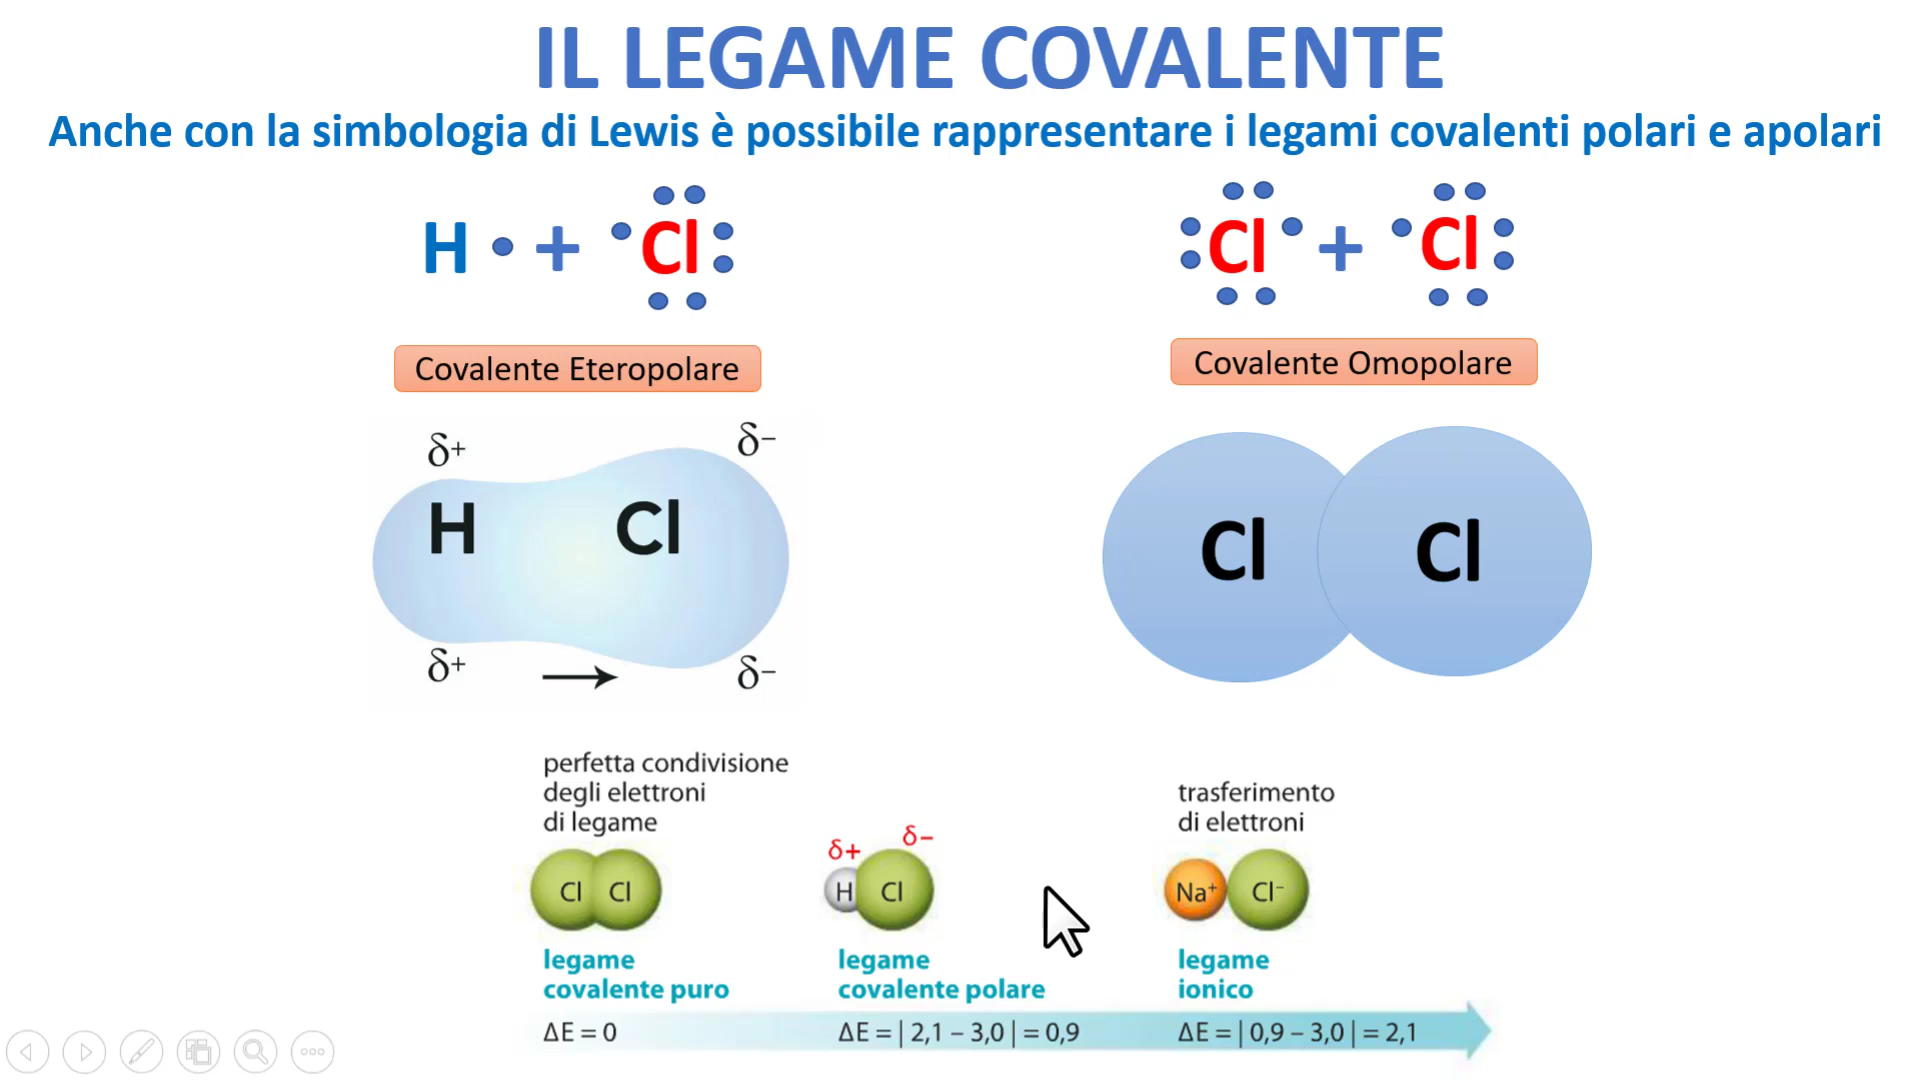 IL LEGAME COVALENTE
Anche con la simbologia di Lewis è possibile rappresentare i legami covalenti polari e apolari
H + Cl
Cl + Cl
Covalente Eteropolare
Covalente Omopolare
δ+ δ−
H Cl
δ+ δ−
Cl Cl
perfetta condivisione
degli elettroni
di legame
Cl Cl
legame
covalente puro
ΔE = 0
δ+ δ−
H Cl
legame
covalente polare
ΔE = | 2,1 – 3,0 | = 0,9
trasferimento
di elettroni
Na⁺ Cl⁻
legame
ionico
ΔE = | 0,9 – 3,0 | = 2,1